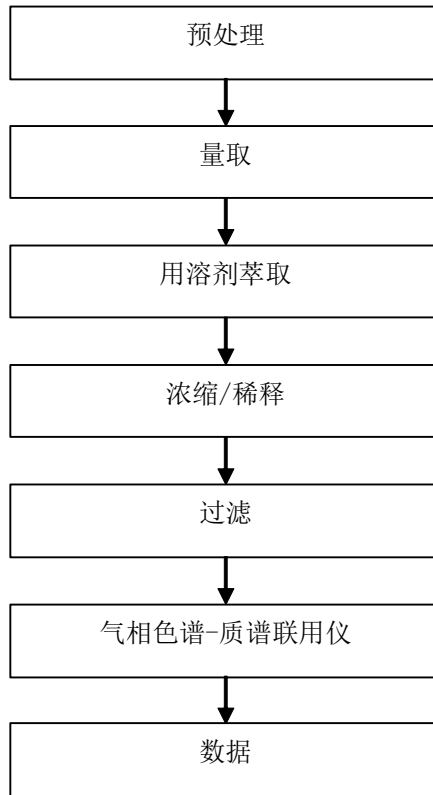 预处理
量取
用溶剂萃取
浓缩/稀释
过滤
气相色谱-质谱联用仪
数据